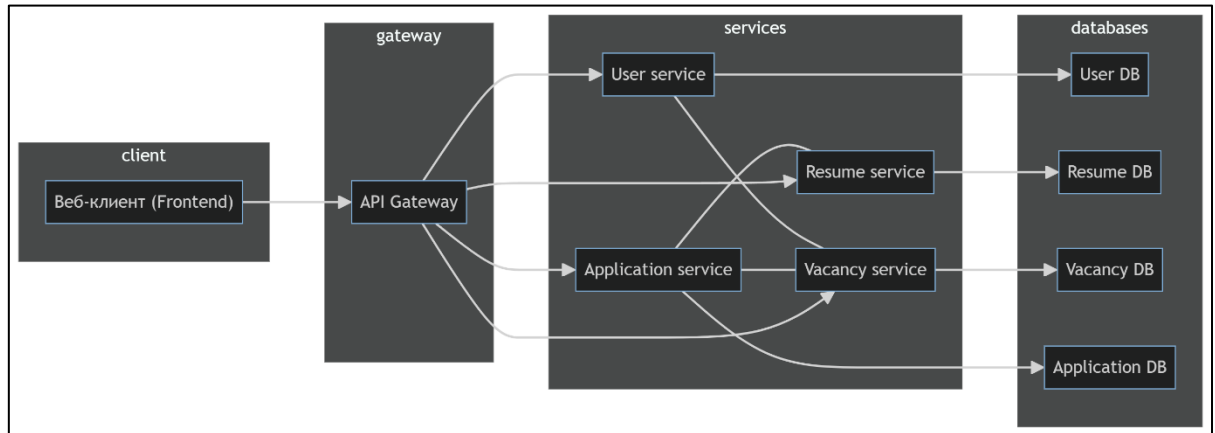 client
Веб-клиент (Frontend)
gateway
API Gateway
services
User service
Resume service
Application service
Vacancy service
databases
User DB
Resume DB
Vacancy DB
Application DB